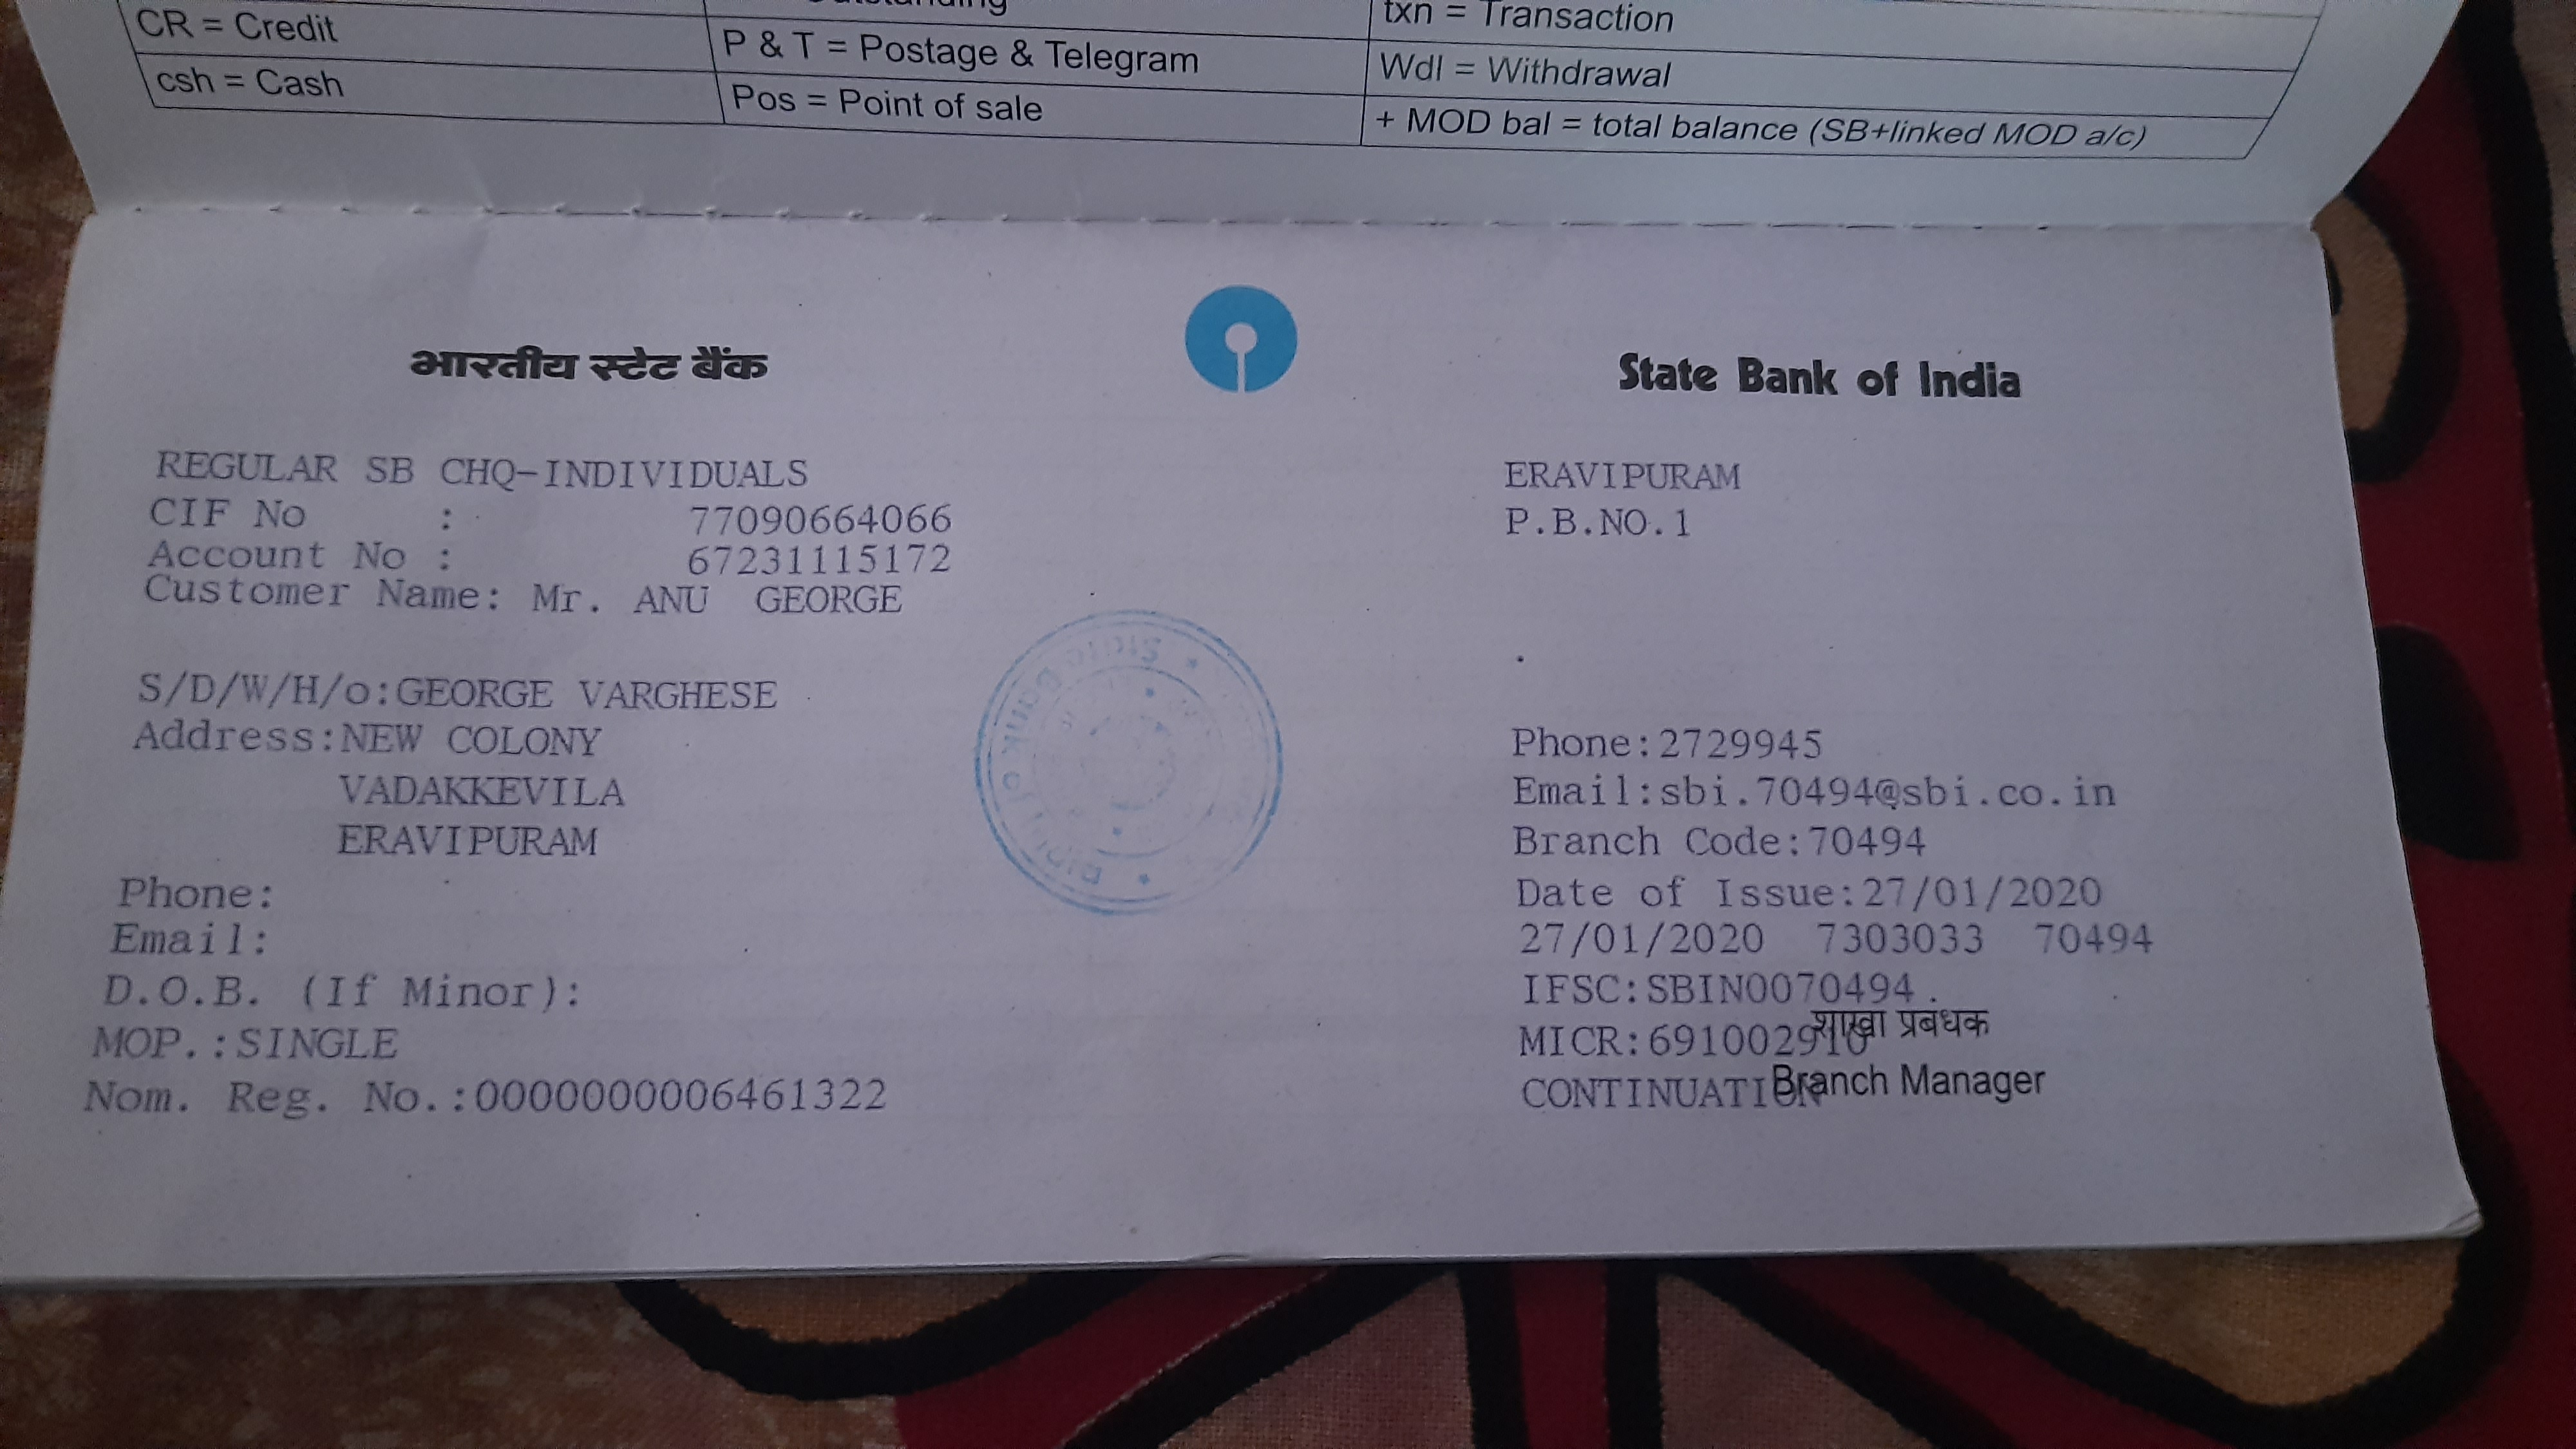 CR = Credit
txn = Transaction
csh = Cash
P & T = Postage & Telegram
Wdl = Withdrawal
Pos = Point of sale
+ MOD bal = total balance (SB+linked MOD a/c)
भारतीय स्टेट बैंक
State Bank of India
REGULAR SB CHQ-INDIVIDUALS
CIF No : 77090664066
Account No : 67231115172
Customer Name: Mr. ANU GEORGE
S/D/W/H/o:GEORGE VARGHESE
Address:NEW COLONY
VADAKKEVILA
ERAVIPURAM
Phone:
Email:
D.O.B. (If Minor):
MOP.:SINGLE
Nom. Reg. No.:0000000006461322
State Bank of India
ERAVIPURAM
P.B.NO.1
Phone:2729945
Email:sbi.70494@sbi.co.in
Branch Code:70494
Date of Issue:27/01/2020
27/01/2020 7303033 70494
IFSC:SBIN0070494
MICR:691002991
शाखा प्रबंधक
Branch Manager